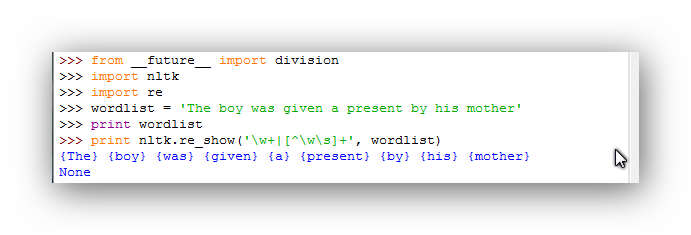 >>> from __future__ import division
>>> import nltk
>>> import re
>>> wordlist = 'The boy was given a present by his mother'
>>> print wordlist
>>> print nltk.re_show('\w+|[^\w\s]+', wordlist)
{The} {boy} {was} {given} {a} {present} {by} {his} {mother}
None